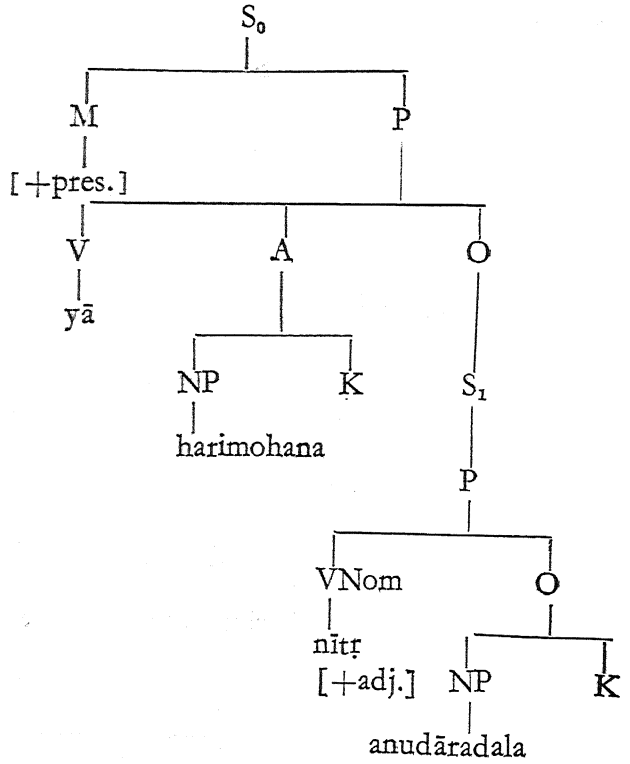 S₀
M P
[+pres.]
V A O
yā
NP K S₁
harimohana
P
VNom O
nītṛ
[+adj.] NP K
anudāradala